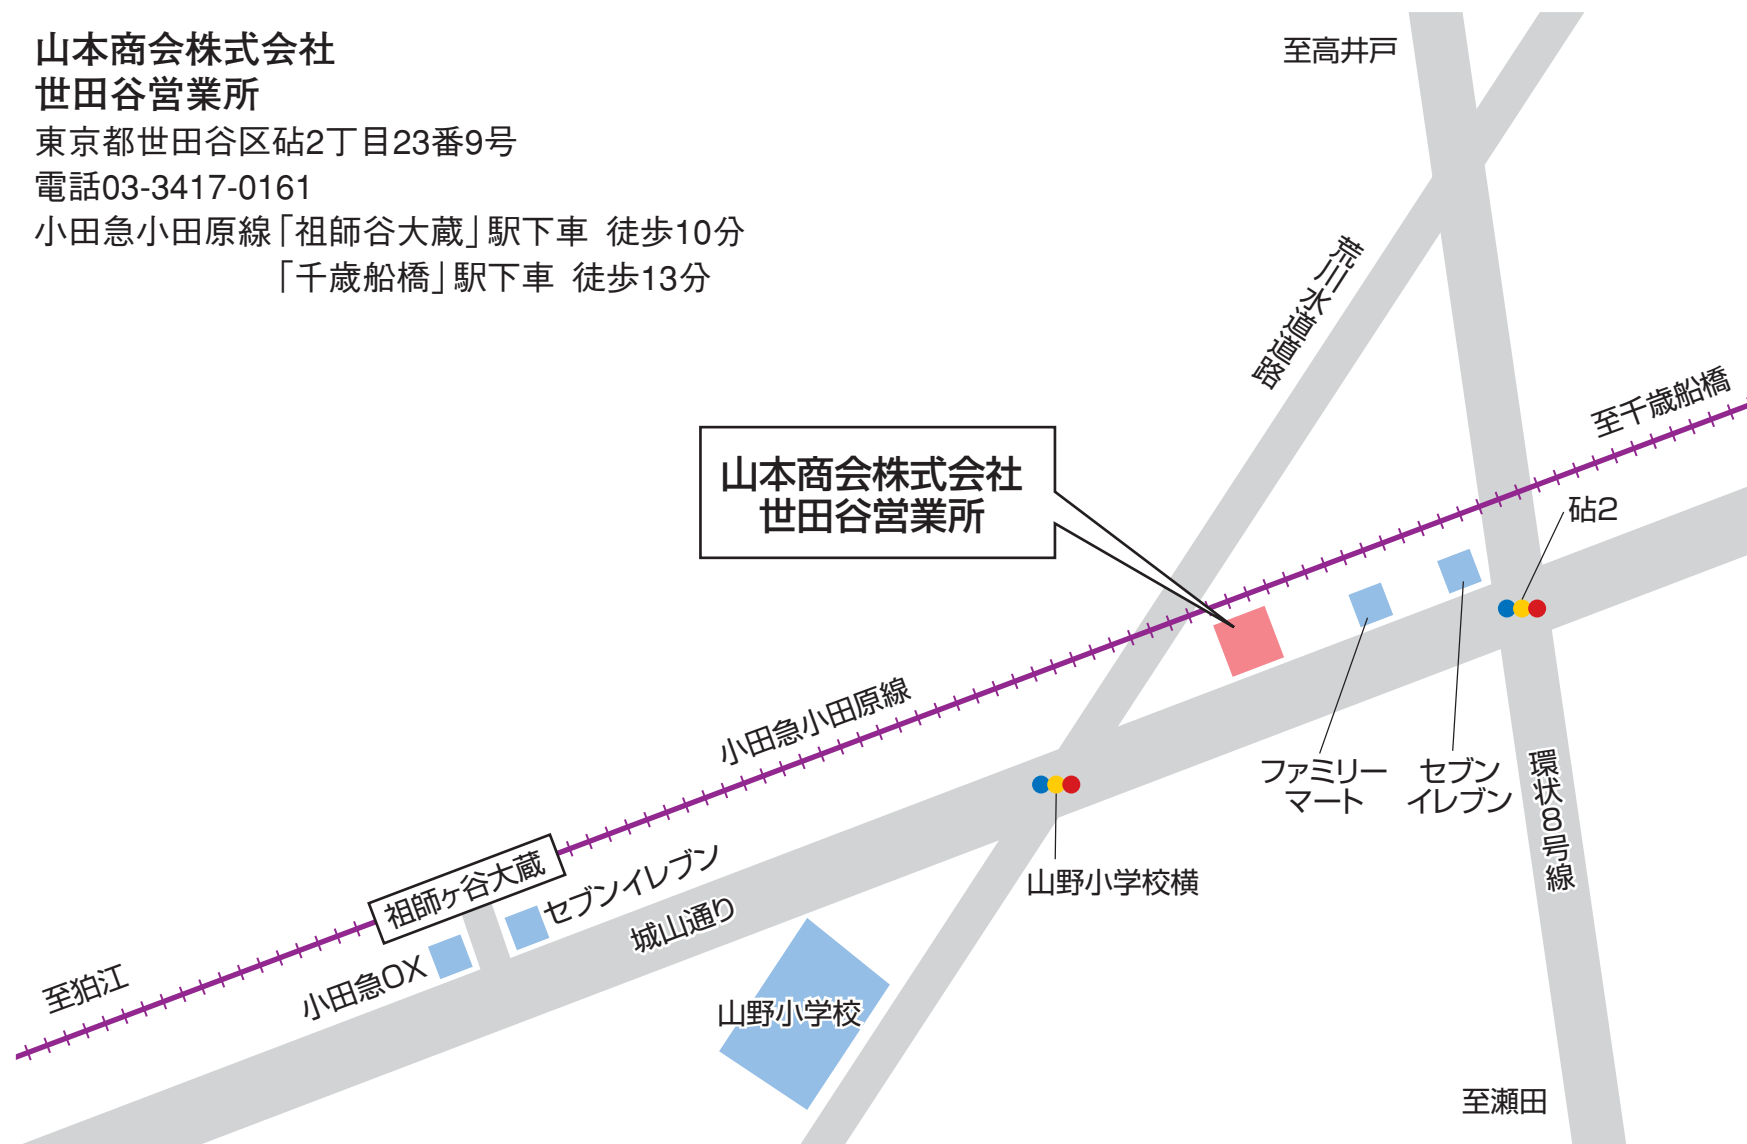 山本商会株式会社
世田谷営業所
東京都世田谷区砧2丁目23番9号
電話03-3417-0161
小田急小田原線「祖師谷大蔵」駅下車 徒歩10分
「千歳船橋」駅下車 徒歩13分
至高井戸
荒川水道道路
至千歳船橋
山本商会株式会社
世田谷営業所
砧2
小田急小田原線
ファミリー
マート
セブン
イレブン
環状8号線
祖師ヶ谷大蔵
セブンイレブン
山野小学校横
城山通り
小田急OX
至狛江
山野小学校
至瀬田